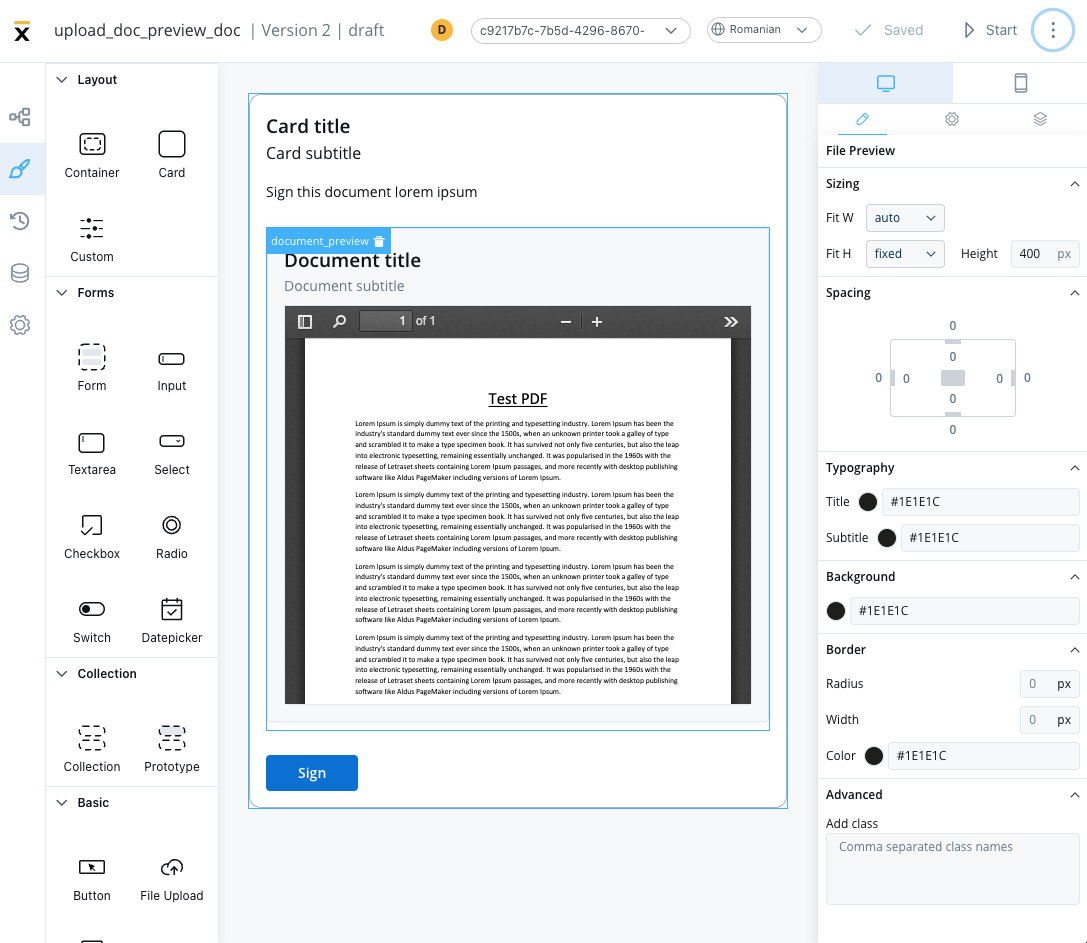 upload_doc_preview_doc | Version 2 | draft
D
c9217b7c-7b5d-4296-8670-
Romanian
Saved
Start
Layout
Container
Card
Custom
Forms
Form
Input
Textarea
Select
Checkbox
Radio
Switch
Datepicker
Collection
Collection
Prototype
Basic
Button
File Upload
Card title
Card subtitle
Sign this document lorem ipsum
document_preview
Document title
Document subtitle
1 of 1
Test PDF
Lorem Ipsum is simply dummy text of the printing and typesetting industry. Lorem Ipsum has been the
industry's standard dummy text ever since the 1500s, when an unknown printer took a galley of type
and scrambled it to make a type specimen book. It has survived not only five centuries, but also the leap
into electronic typesetting, remaining essentially unchanged. It was popularised in the 1960s with the
release of Letraset sheets containing Lorem Ipsum passages, and more recently with desktop publishing
software like Aldus PageMaker including versions of Lorem Ipsum.
Lorem Ipsum is simply dummy text of the printing and typesetting industry. Lorem Ipsum has been the
industry's standard dummy text ever since the 1500s, when an unknown printer took a galley of type
and scrambled it to make a type specimen book. It has survived not only five centuries, but also the leap
into electronic typesetting, remaining essentially unchanged. It was popularised in the 1960s with the
release of Letraset sheets containing Lorem Ipsum passages, and more recently with desktop publishing
software like Aldus PageMaker including versions of Lorem Ipsum.
Lorem Ipsum is simply dummy text of the printing and typesetting industry. Lorem Ipsum has been the
industry's standard dummy text ever since the 1500s, when an unknown printer took a galley of type
and scrambled it to make a type specimen book. It has survived not only five centuries, but also the leap
into electronic typesetting, remaining essentially unchanged. It was popularised in the 1960s with the
release of Letraset sheets containing Lorem Ipsum passages, and more recently with desktop publishing
software like Aldus PageMaker including versions of Lorem Ipsum.
Lorem Ipsum is simply dummy text of the printing and typesetting industry. Lorem Ipsum has been the
industry's standard dummy text ever since the 1500s, when an unknown printer took a galley of type
and scrambled it to make a type specimen book. It has survived not only five centuries, but also the leap
into electronic typesetting, remaining essentially unchanged. It was popularised in the 1960s with the
release of Letraset sheets containing Lorem Ipsum passages, and more recently with desktop publishing
software like Aldus PageMaker including versions of Lorem Ipsum.
Sign
File Preview
Sizing
Fit W auto
Fit H fixed Height 400 px
Spacing
0
0
0 0 0 0
0
0
Typography
Title #1E1E1C
Subtitle #1E1E1C
Background
#1E1E1C
Border
Radius 0 px
Width 0 px
Color #1E1E1C
Advanced
Add class
Comma separated class names